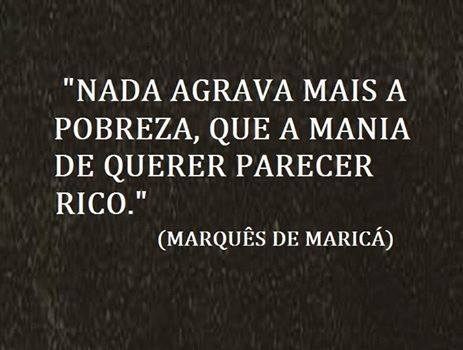 "NADA AGRAVA MAIS A
POBREZA, QUE A MANIA
DE QUERER PARECER
RICO."
(MARQUÊS DE MARICÁ)